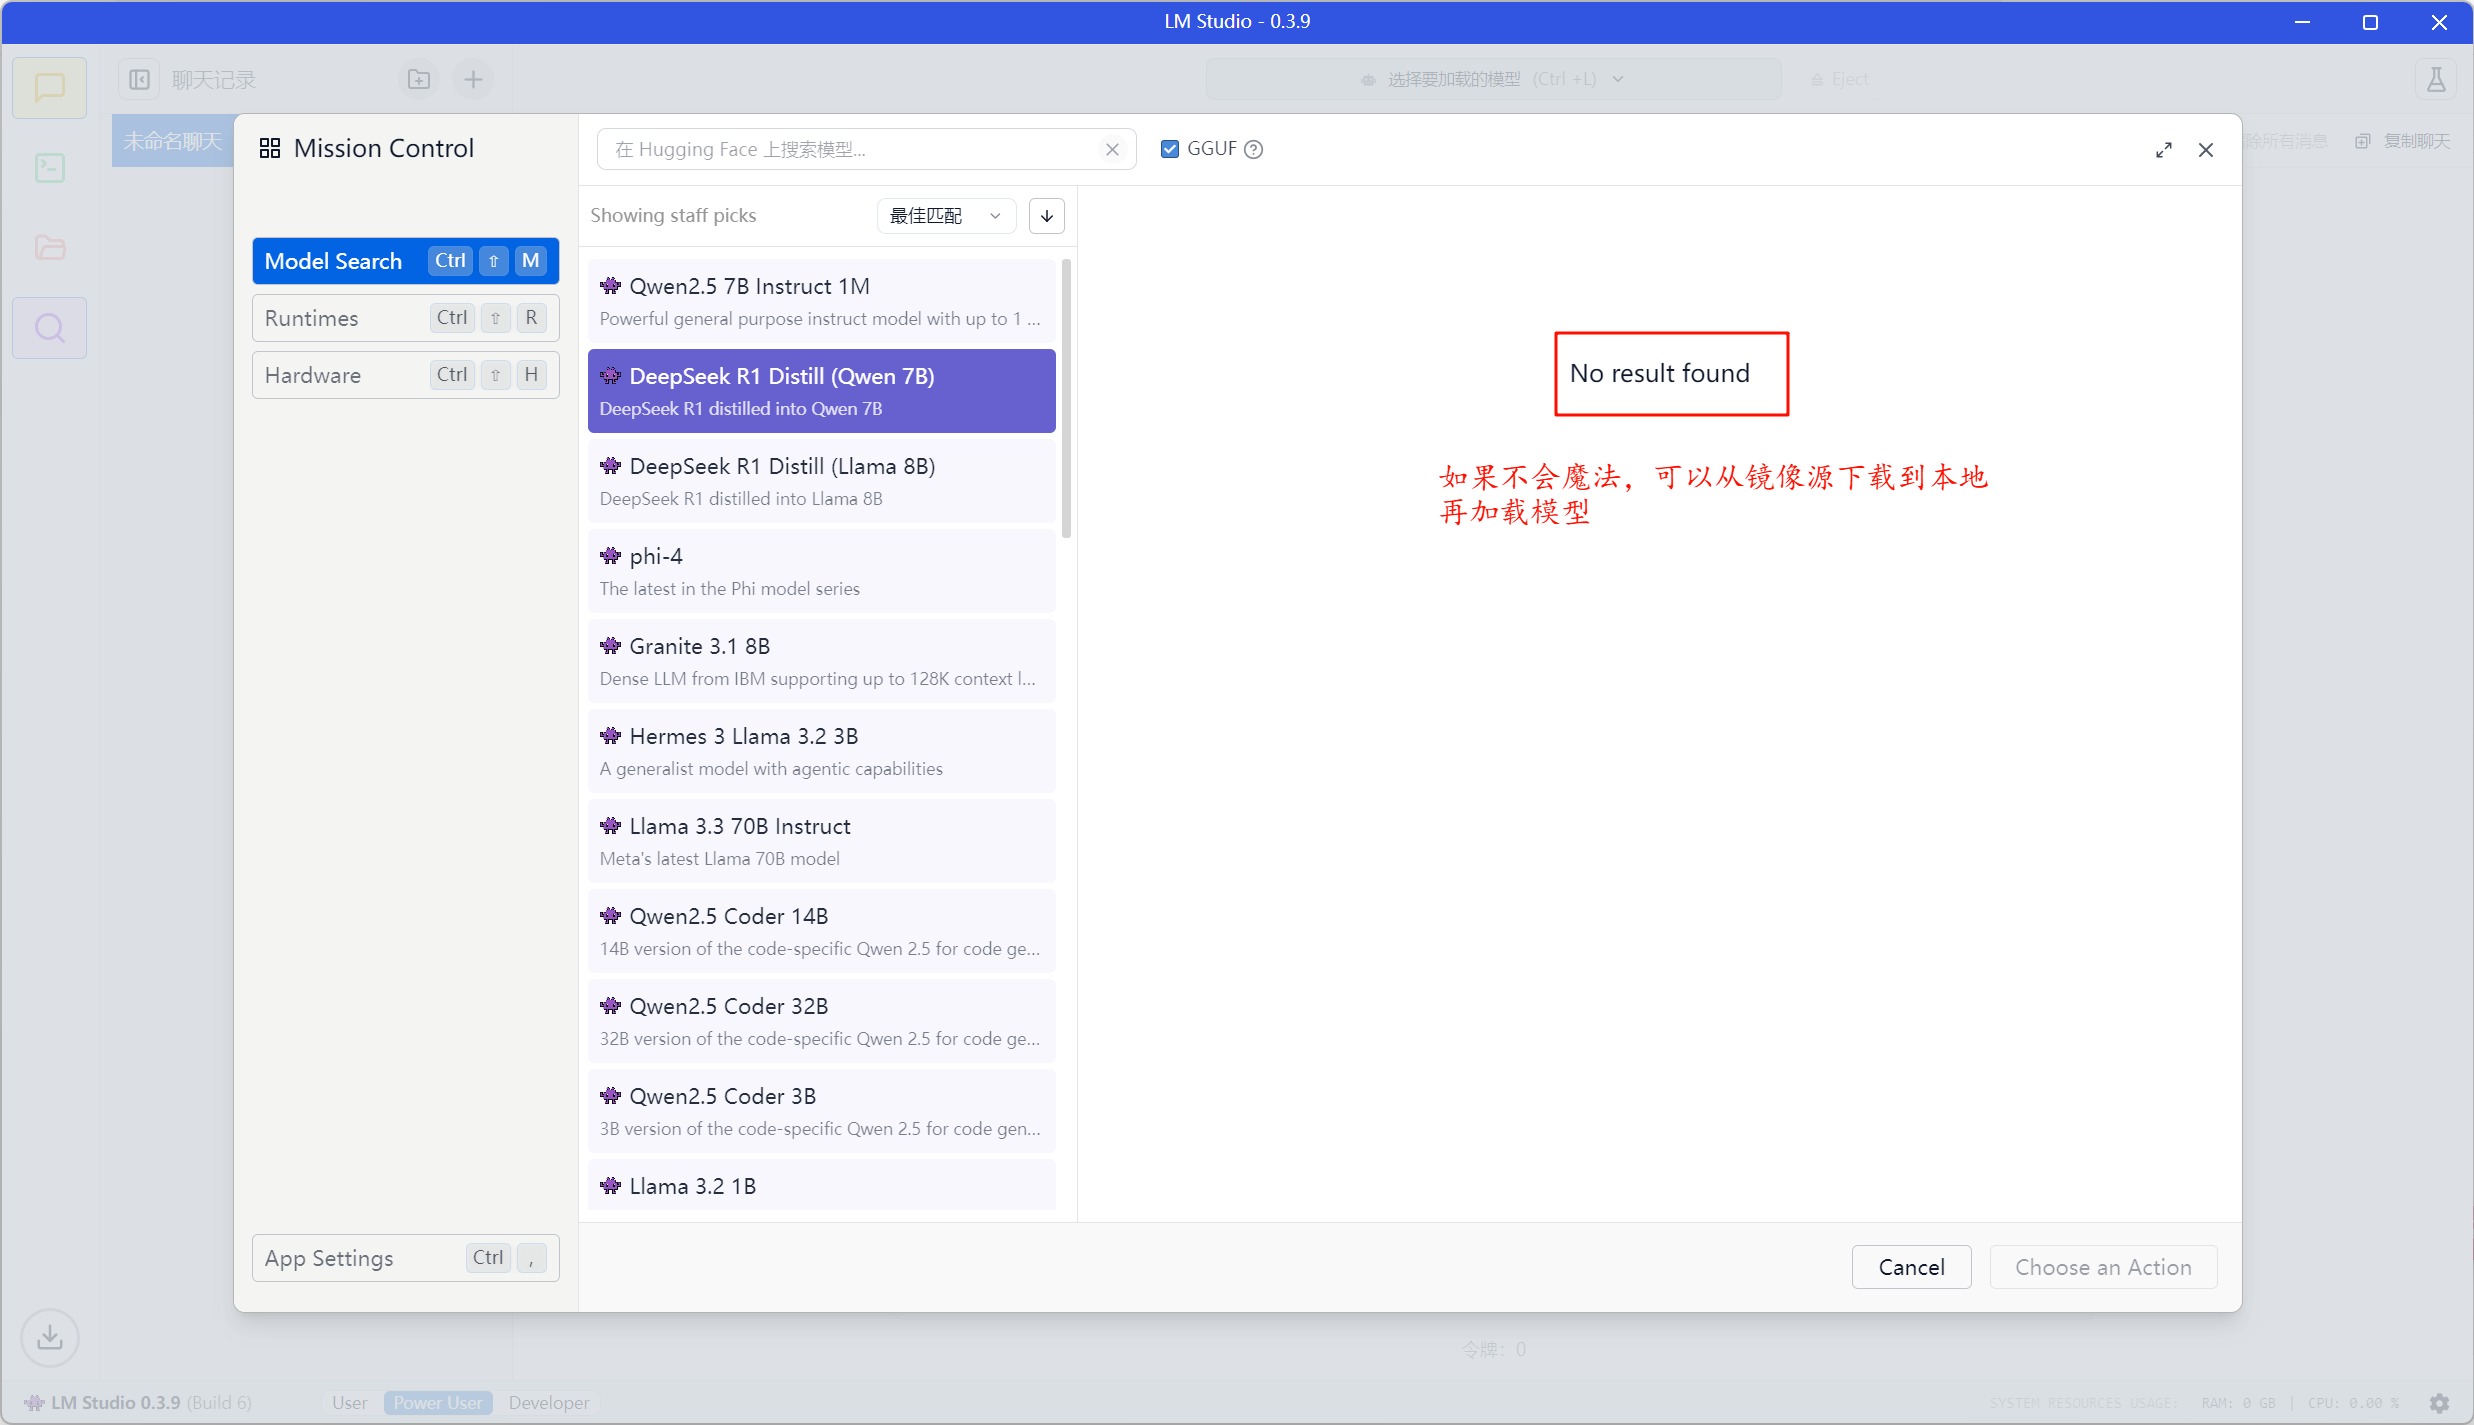 LM Studio - 0.3.9
聊天记录
选择要加载的模型 (Ctrl +L)
Eject
未命名聊天
除所有消息
复制聊天
Mission Control
在 Hugging Face 上搜索模型...
GGUF
Showing staff picks
最佳匹配
Model Search Ctrl ⇧ M
Runtimes Ctrl ⇧ R
Hardware Ctrl ⇧ H
Qwen2.5 7B Instruct 1M
Powerful general purpose instruct model with up to 1 ...
DeepSeek R1 Distill (Qwen 7B)
DeepSeek R1 distilled into Qwen 7B
DeepSeek R1 Distill (Llama 8B)
DeepSeek R1 distilled into Llama 8B
phi-4
The latest in the Phi model series
Granite 3.1 8B
Dense LLM from IBM supporting up to 128K context l...
Hermes 3 Llama 3.2 3B
A generalist model with agentic capabilities
Llama 3.3 70B Instruct
Meta's latest Llama 70B model
Qwen2.5 Coder 14B
14B version of the code-specific Qwen 2.5 for code ge...
Qwen2.5 Coder 32B
32B version of the code-specific Qwen 2.5 for code ge...
Qwen2.5 Coder 3B
3B version of the code-specific Qwen 2.5 for code gen...
Llama 3.2 1B
No result found
如果不会魔法，可以从镜像源下载到本地
再加载模型
App Settings Ctrl ,
Cancel
Choose an Action
令牌：0
LM Studio 0.3.9 (Build 6)
User
Power User
Developer
SYSTEM RESOURCES USAGE: RAM: 0 GB | CPU: 0.00 %